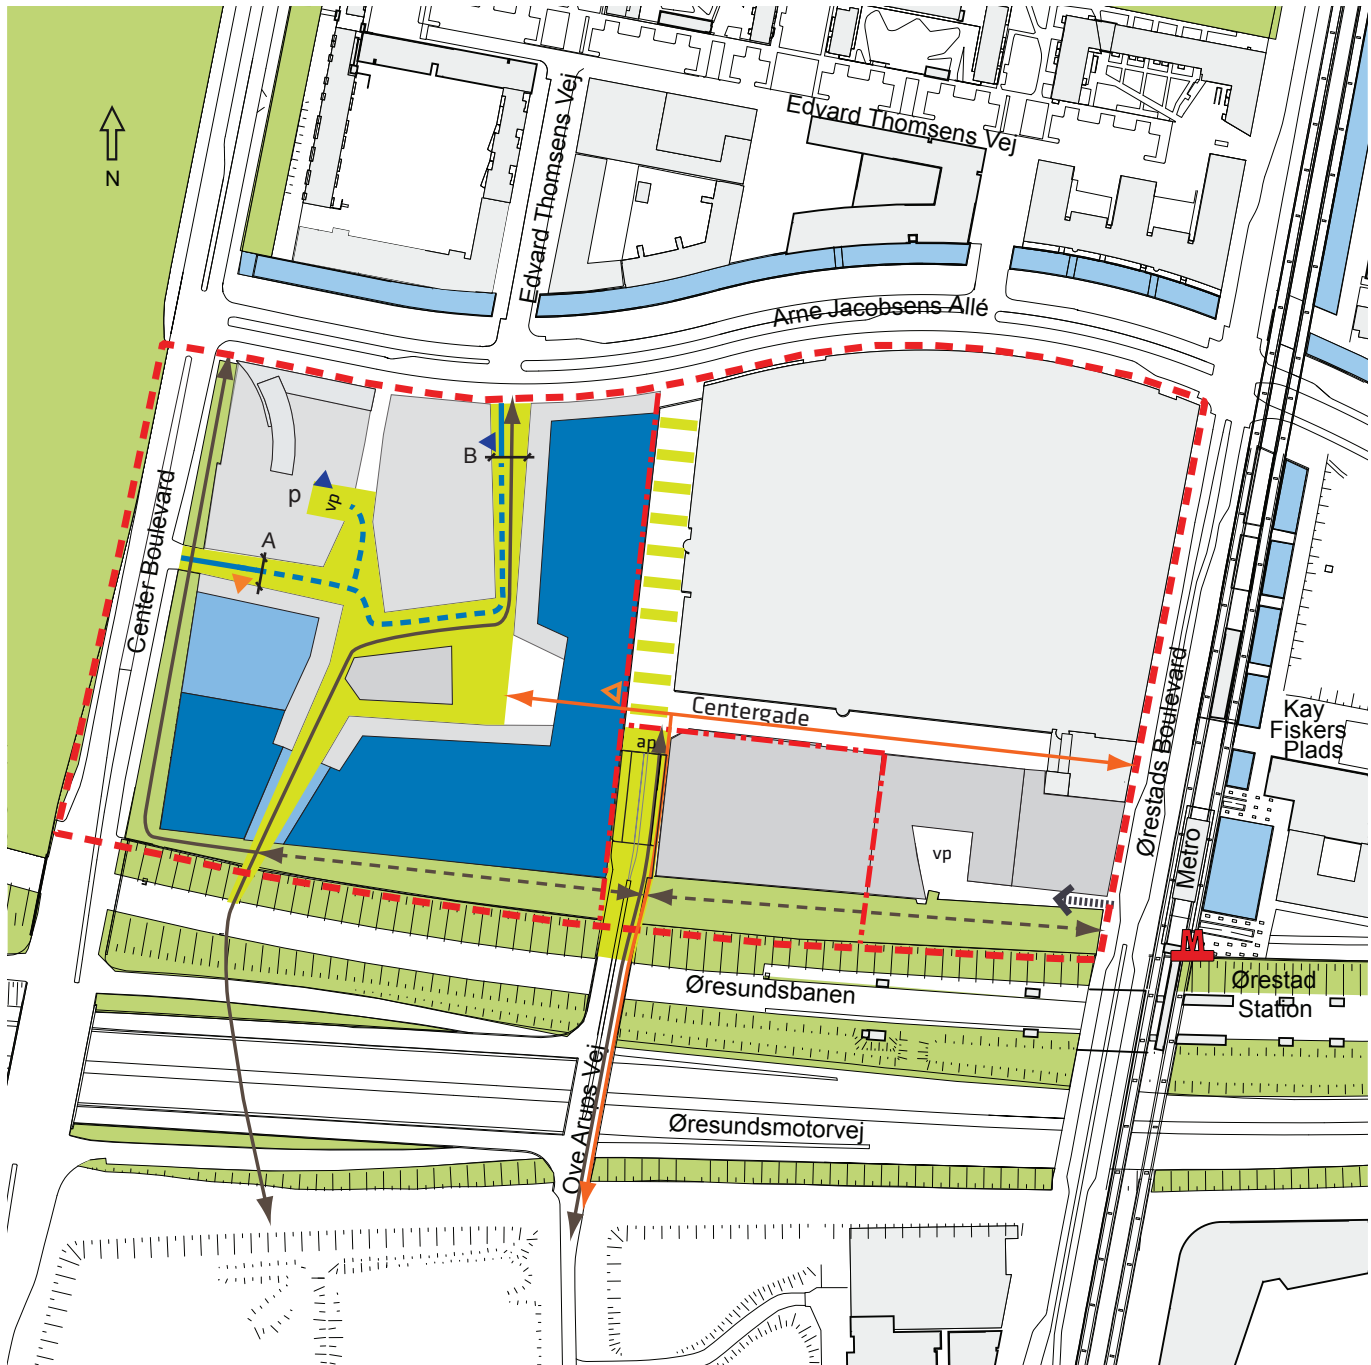 Edvard Thomsens Vej
Edvard Thomsens Vej
N
Arne Jacobsens Allé
B
p
vp
A
Center Boulevard
Centergade
ap
Ørestads Boulevard
Kay
Fiskers
Plads
vp
Metro
M
Øresundsbanen
Ørestad
Station
Ove Arups Vej
Øresundsmotorvej